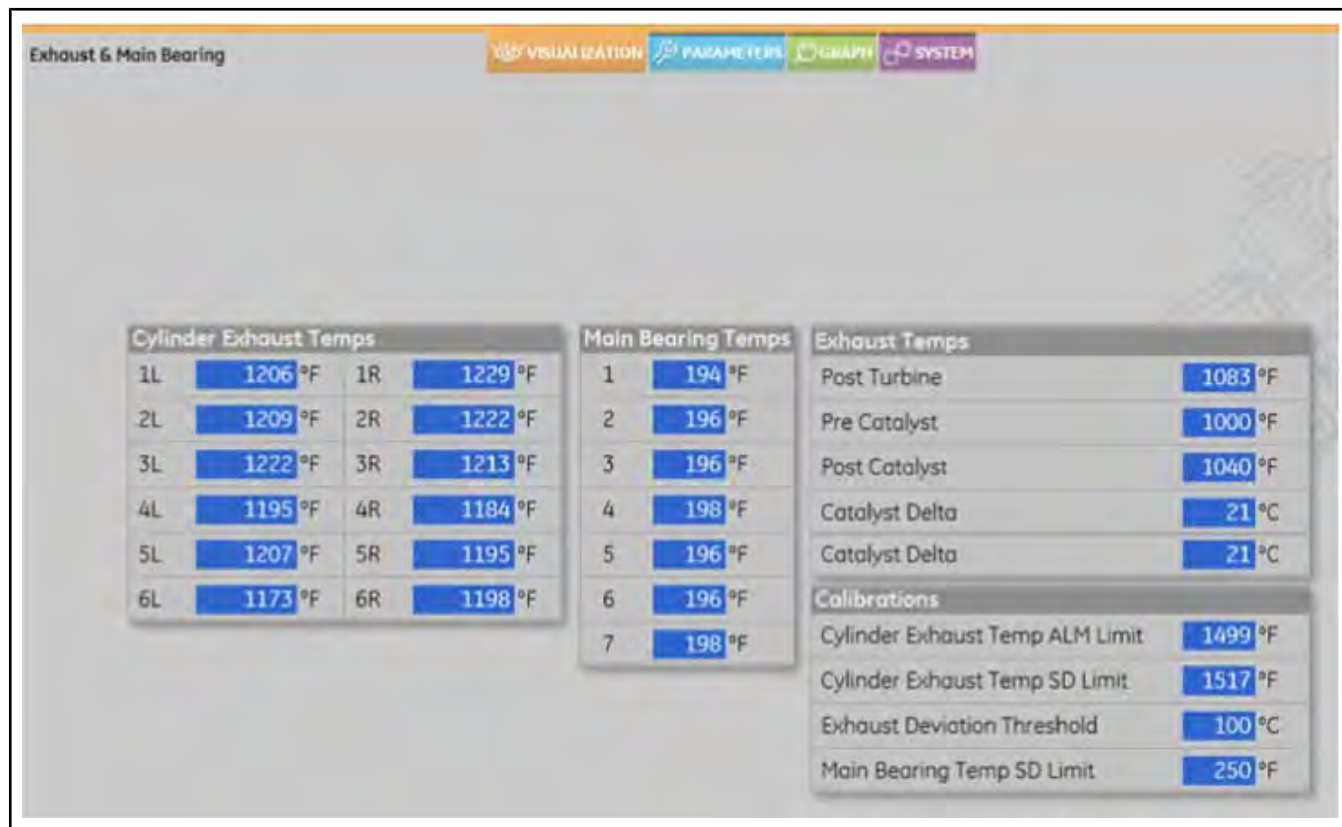 Exhaust & Main Bearing
VISUALIZATION PARAMETERS GRAPH SYSTEM
Cylinder Exhaust Temps
1L 1206 °F 1R 1229 °F
2L 1209 °F 2R 1222 °F
3L 1222 °F 3R 1213 °F
4L 1195 °F 4R 1184 °F
5L 1207 °F 5R 1195 °F
6L 1173 °F 6R 1198 °F
Main Bearing Temps
1 194 °F
2 196 °F
3 196 °F
4 198 °F
5 196 °F
6 196 °F
7 198 °F
Exhaust Temps
Post Turbine 1083 °F
Pre Catalyst 1000 °F
Post Catalyst 1040 °F
Catalyst Delta 21 °C
Catalyst Delta 21 °C
Calibrations
Cylinder Exhaust Temp ALM Limit 1499 °F
Cylinder Exhaust Temp SD Limit 1517 °F
Exhaust Deviation Threshold 100 °C
Main Bearing Temp SD Limit 250 °F